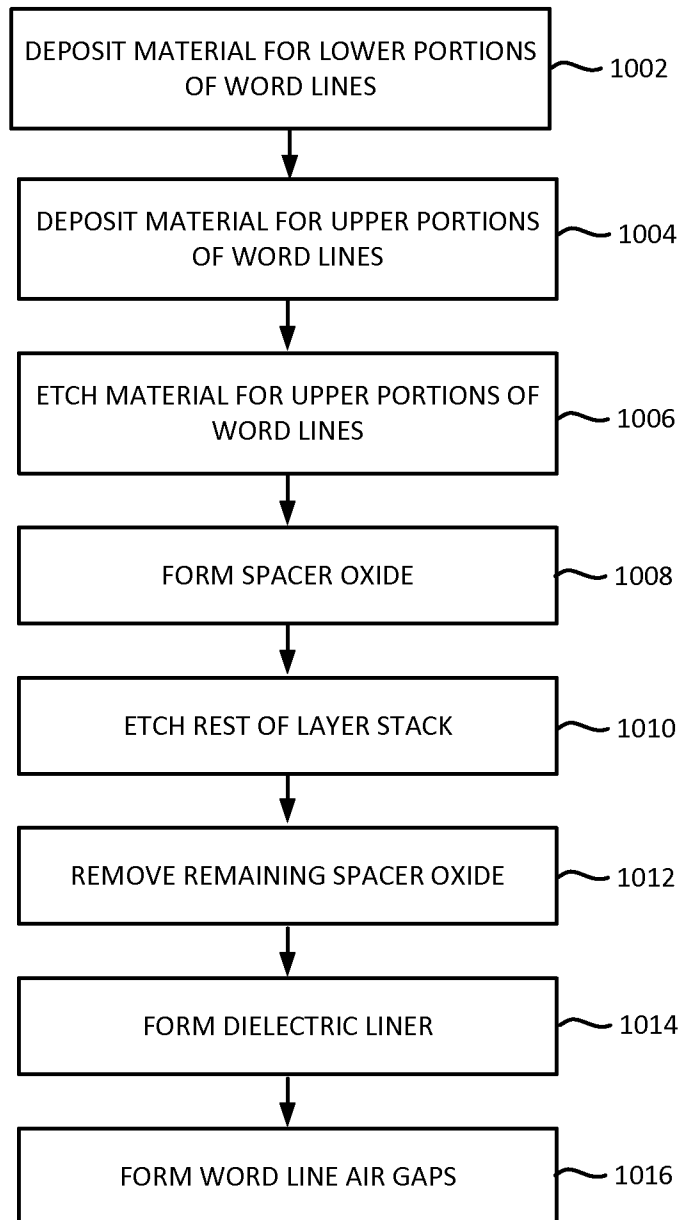 DEPOSIT MATERIAL FOR LOWER PORTIONS
OF WORD LINES
1002
DEPOSIT MATERIAL FOR UPPER PORTIONS
OF WORD LINES
1004
ETCH MATERIAL FOR UPPER PORTIONS OF
WORD LINES
1006
FORM SPACER OXIDE
1008
ETCH REST OF LAYER STACK
1010
REMOVE REMAINING SPACER OXIDE
1012
FORM DIELECTRIC LINER
1014
FORM WORD LINE AIR GAPS
1016